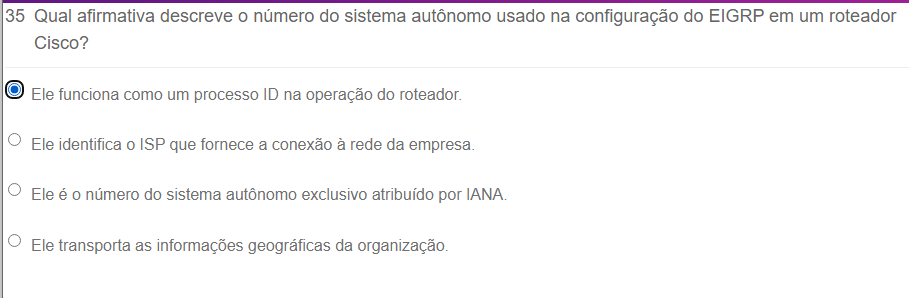 35 Qual afirmativa descreve o número do sistema autônomo usado na configuração do EIGRP em um roteador
Cisco?
Ele funciona como um processo ID na operação do roteador.
Ele identifica o ISP que fornece a conexão à rede da empresa.
Ele é o número do sistema autônomo exclusivo atribuído por IANA.
Ele transporta as informações geográficas da organização.